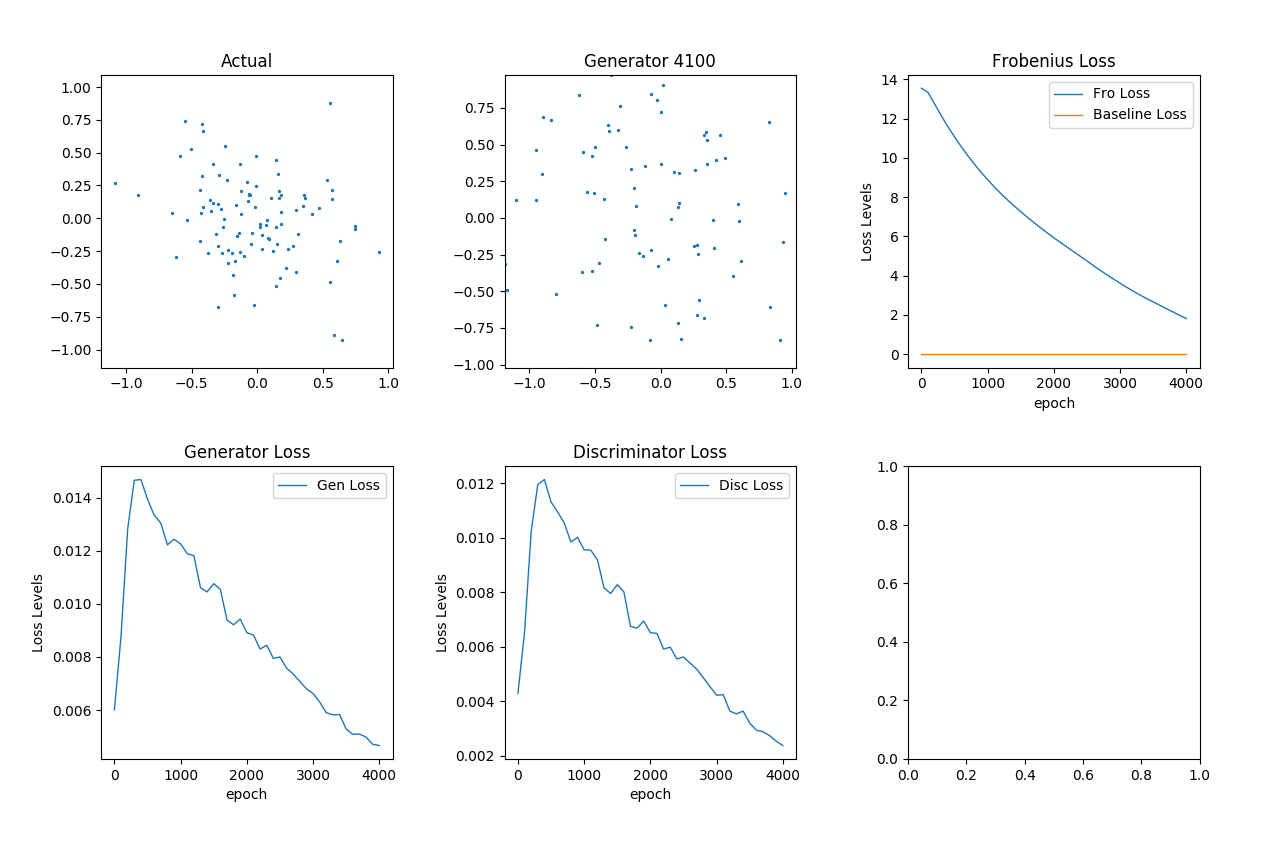 Actual
1.00
0.75
0.50
0.25
0.00
−0.25
−0.50
−0.75
−1.00
−1.0 −0.5 0.0 0.5 1.0
Generator 4100
0.75
0.50
0.25
0.00
−0.25
−0.50
−0.75
−1.00
−1.0 −0.5 0.0 0.5 1.0
Frobenius Loss
Fro Loss
Baseline Loss
Loss Levels
14
12
10
8
6
4
2
0
0 1000 2000 3000 4000
epoch
Generator Loss
Gen Loss
Loss Levels
0.014
0.012
0.010
0.008
0.006
0 1000 2000 3000 4000
epoch
Discriminator Loss
Disc Loss
Loss Levels
0.012
0.010
0.008
0.006
0.004
0.002
0 1000 2000 3000 4000
epoch
1.0
0.8
0.6
0.4
0.2
0.0
0.0 0.2 0.4 0.6 0.8 1.0